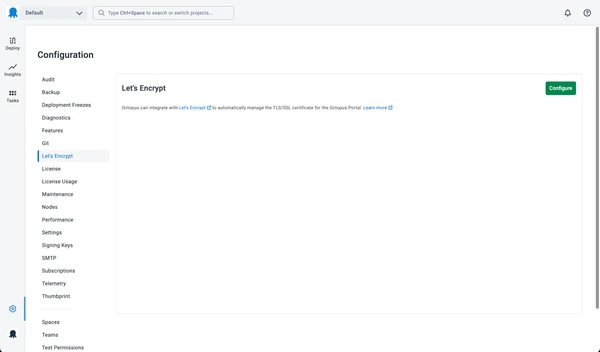 Default
Type Ctrl+Space to search or switch projects...
Deploy
Insights
Tasks
Configuration
Audit
Backup
Deployment Freezes
Diagnostics
Features
Git
Let's Encrypt
License
License Usage
Maintenance
Nodes
Performance
Settings
Signing Keys
SMTP
Subscriptions
Telemetry
Thumbprint
Spaces
Teams
Test Permissions
Let's Encrypt
Configure
Octopus can integrate with Let's Encrypt to automatically manage the TLS/SSL certificate for the Octopus Portal. Learn more